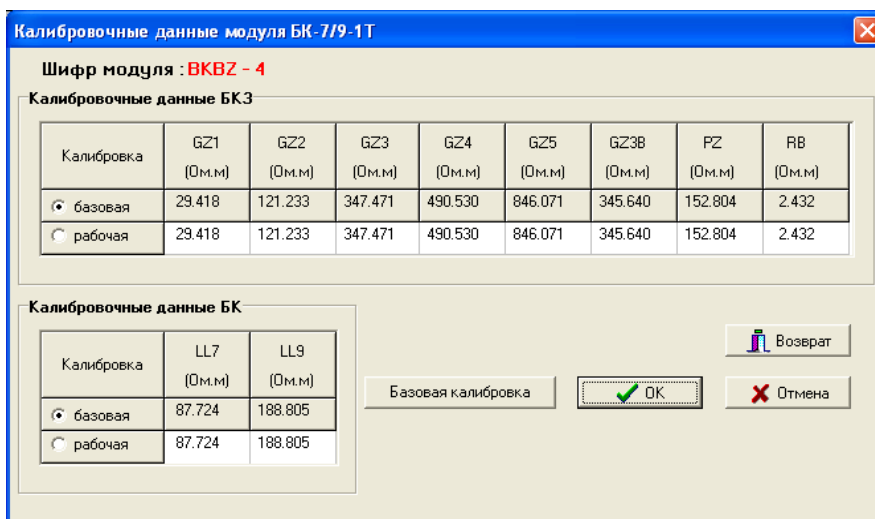 Калибровочные данные модуля БК-7/9-1Т
Шифр модуля : BKBZ - 4
Калибровочные данные БКЗ
Калибровка GZ1 GZ2 GZ3 GZ4 GZ5 GZ3B PZ RB
(Ом.м) (Ом.м) (Ом.м) (Ом.м) (Ом.м) (Ом.м) (Ом.м) (Ом.м)
базовая 29.418 121.233 347.471 490.530 846.071 345.640 152.804 2.432
рабочая 29.418 121.233 347.471 490.530 846.071 345.640 152.804 2.432
Калибровочные данные БК
Калибровка LL7 LL9
(Ом.м) (Ом.м)
базовая 87.724 188.805
рабочая 87.724 188.805
Возврат
Базовая калибровка OK Отмена